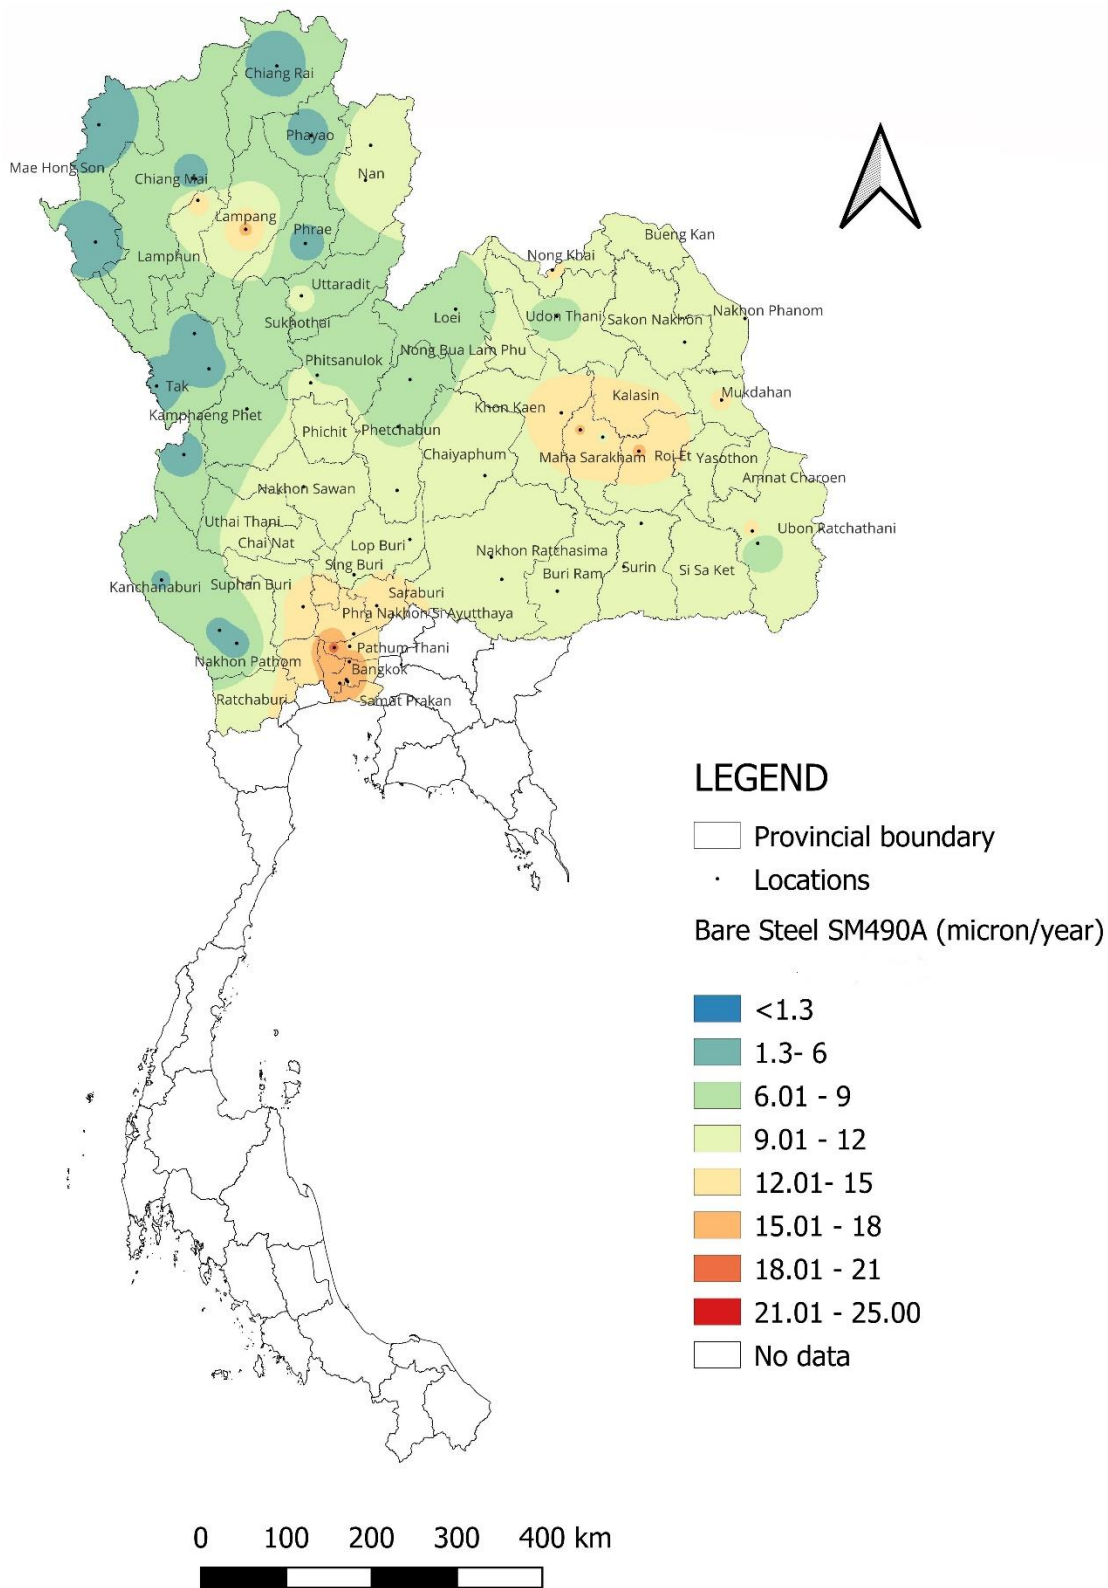 Chiang Rai
Phayao
Mae Hong Son
Chiang Mai
Nan
Lampang
Phrae
Lamphun
Bueng Kan
Nong Khai
Uttaradit
Sukhothai
Loei
Udon Thani
Sakon Nakhon
Nakhon Phanom
Nong Bua Lam Phu
Phitsanulok
Tak
Kamphaeng Phet
Khon Kaen
Kalasin
Mukdahan
Phichit
Phetchabun
Chaiyaphum
Maha Sarakham
Roi Et
Yasothon
Amnat Charoen
Nakhon Sawan
Uthai Thani
Chai Nat
Lop Buri
Ubon Ratchathani
Nakhon Ratchasima
Sing Buri
Buri Ram
Surin
Si Sa Ket
Kanchanaburi
Suphan Buri
Saraburi
Phra Nakhon Si Ayutthaya
Pathum Thani
Nakhon Pathom
Bangkok
Ratchaburi
Samat Prakan
LEGEND
Provincial boundary
Locations
Bare Steel SM490A (micron/year)
<1.3
1.3- 6
6.01 - 9
9.01 - 12
12.01- 15
15.01 - 18
18.01 - 21
21.01 - 25.00
No data
0 100 200 300 400 km